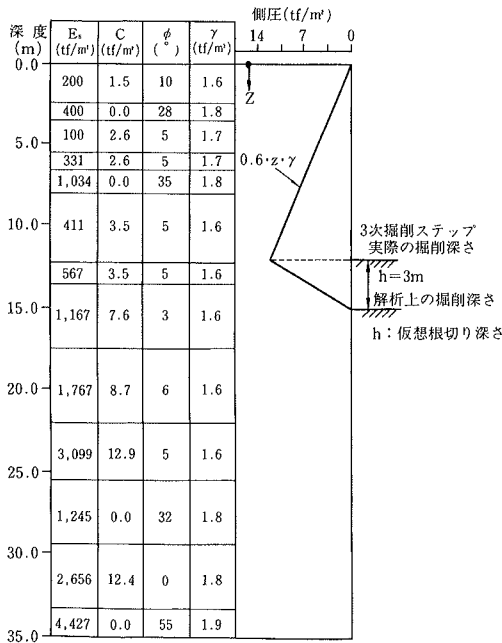 側圧(tf/㎡)
深度 Eₛ C φ γ 14 7 0
(m) (tf/㎡) (tf/㎡) (°) (tf/㎡)
0.0
200 1.5 10 1.6
Z
400 0.0 28 1.8
5.0 100 2.6 5 1.7
331 2.6 5 1.7
0.6·z·γ
1,034 0.0 35 1.8
10.0 411 3.5 5 1.6
3次掘削ステップ
実際の掘削深さ
567 3.5 5 1.6
h=3m
解析上の掘削深さ
15.0 1,167 7.6 3 1.6
h:仮想根切り深さ
20.0 1,767 8.7 6 1.6
3,099 12.9 5 1.6
25.0
1,245 0.0 32 1.8
30.0
2,656 12.4 0 1.8
4,427 0.0 55 1.9
35.0